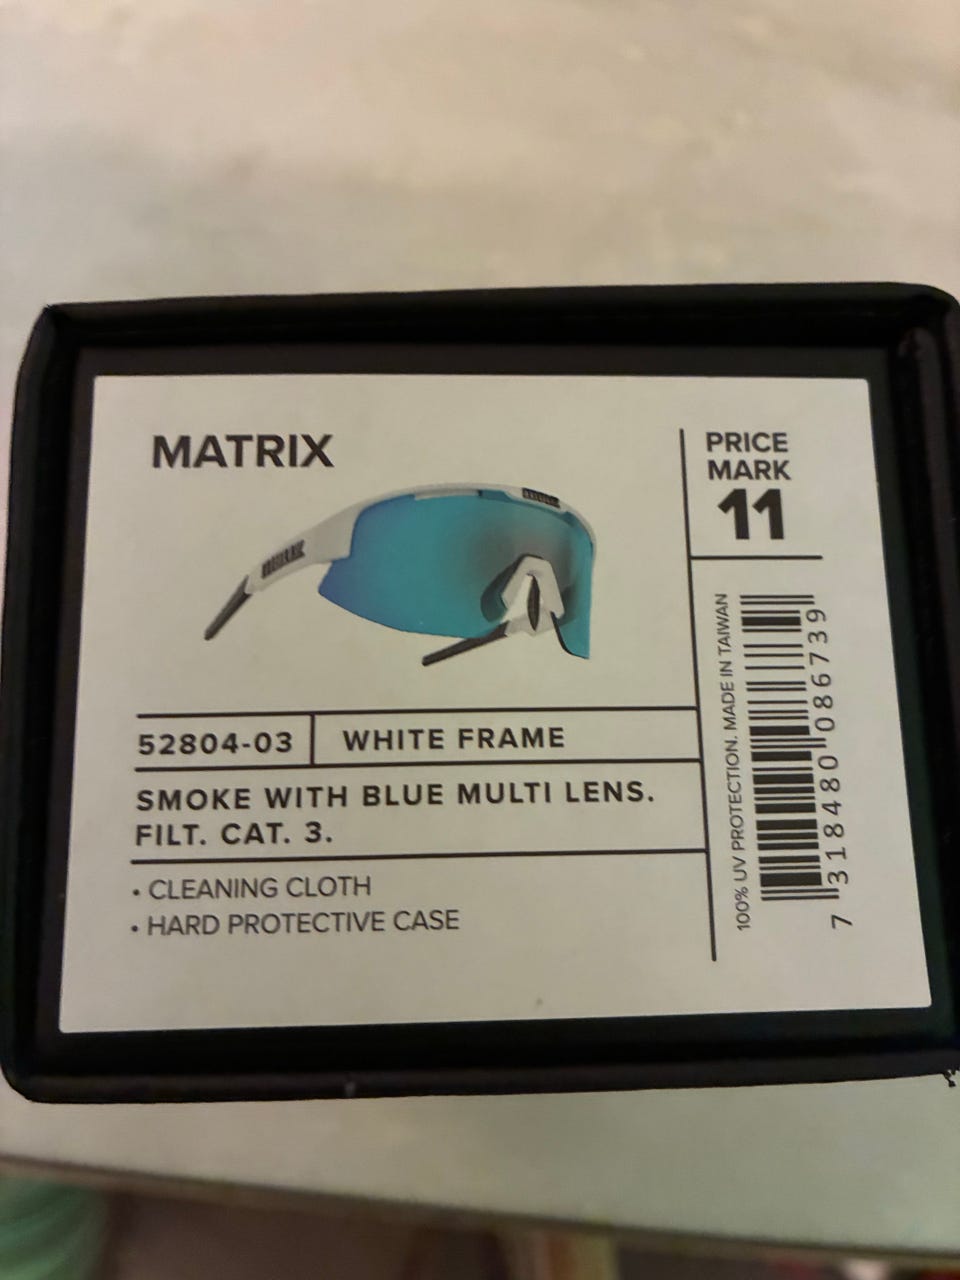 MATRIX
PRICE
MARK
11
52804-03
WHITE FRAME
SMOKE WITH BLUE MULTI LENS.
FILT. CAT. 3.
• CLEANING CLOTH
• HARD PROTECTIVE CASE
100% UV PROTECTION. MADE IN TAIWAN
7 318480 086739